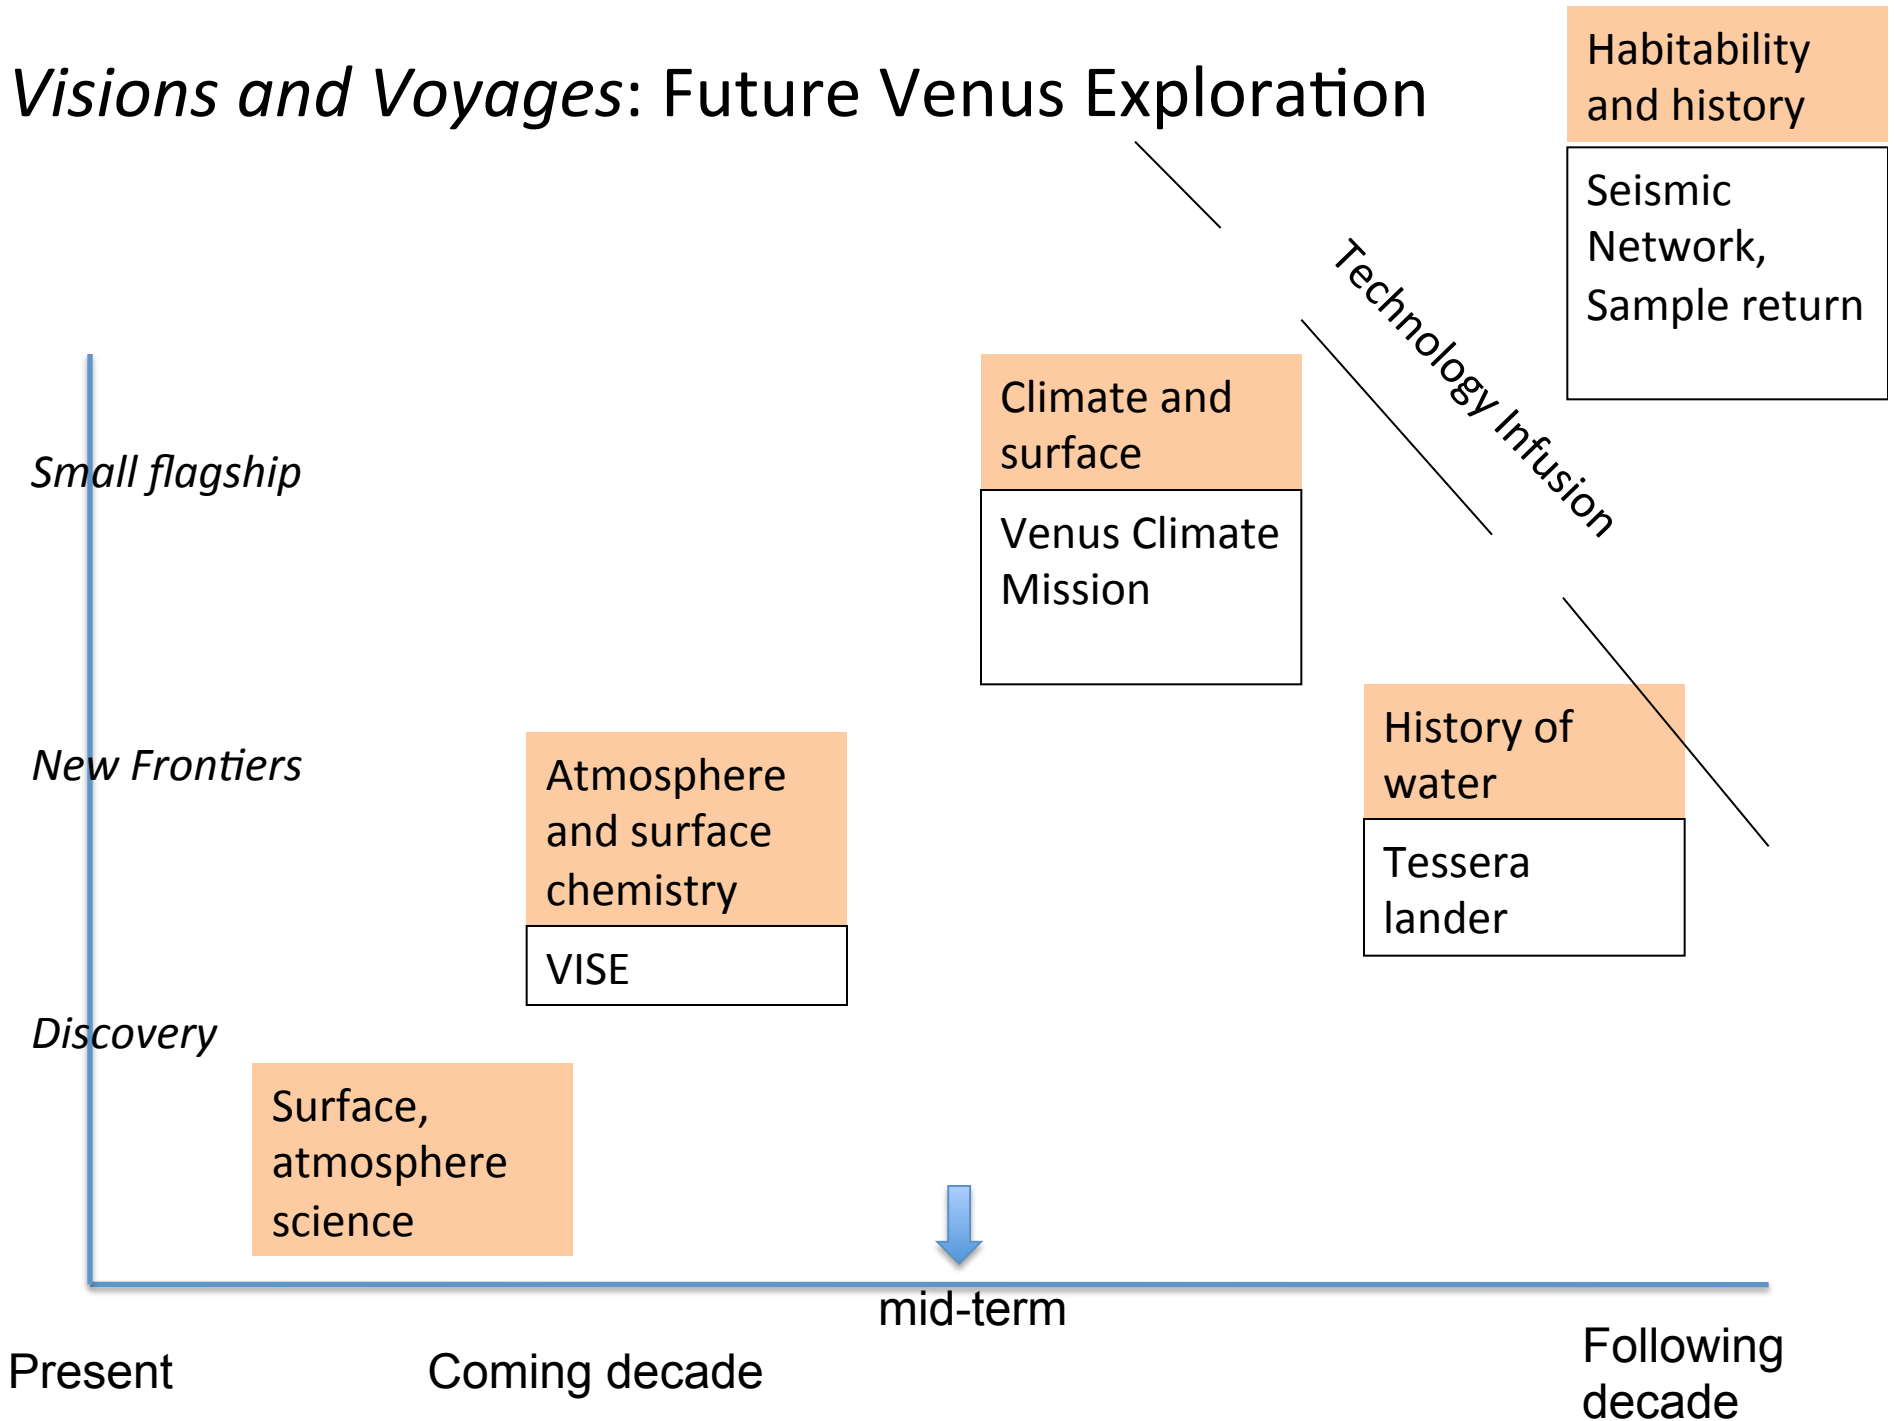 Visions and Voyages: Future Venus Exploration
Habitability
and history
Seismic
Network,
Sample return
Technology Infusion
Climate and
surface
Venus Climate
Mission
Small flagship
New Frontiers
Atmosphere
and surface
chemistry
VISE
History of
water
Tessera
lander
Discovery
Surface,
atmosphere
science
mid-term
Present
Coming decade
Following
decade